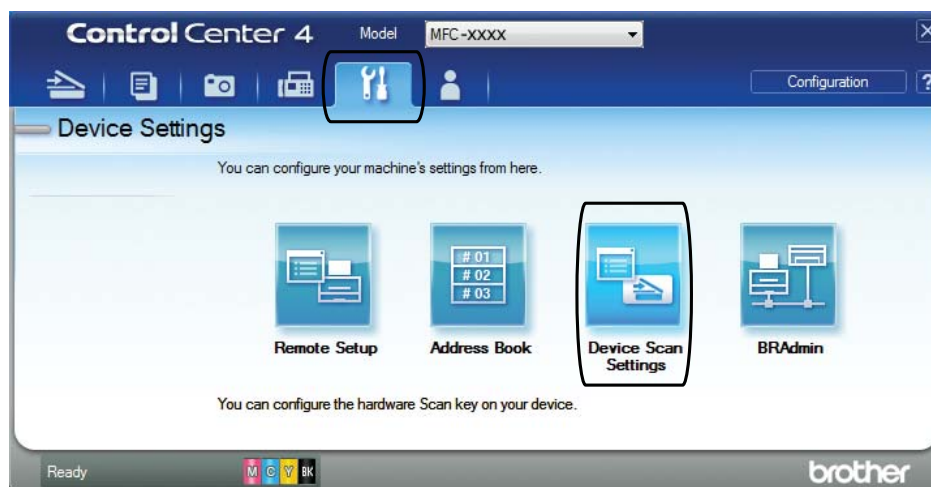 Control Center 4
Model
MFC-XXXX
Configuration
?
Device Settings
You can configure your machine's settings from here.
# 01
# 02
# 03
Remote Setup
Address Book
Device Scan
Settings
BRAdmin
You can configure the hardware Scan key on your device.
Ready
M C Y BK
brother